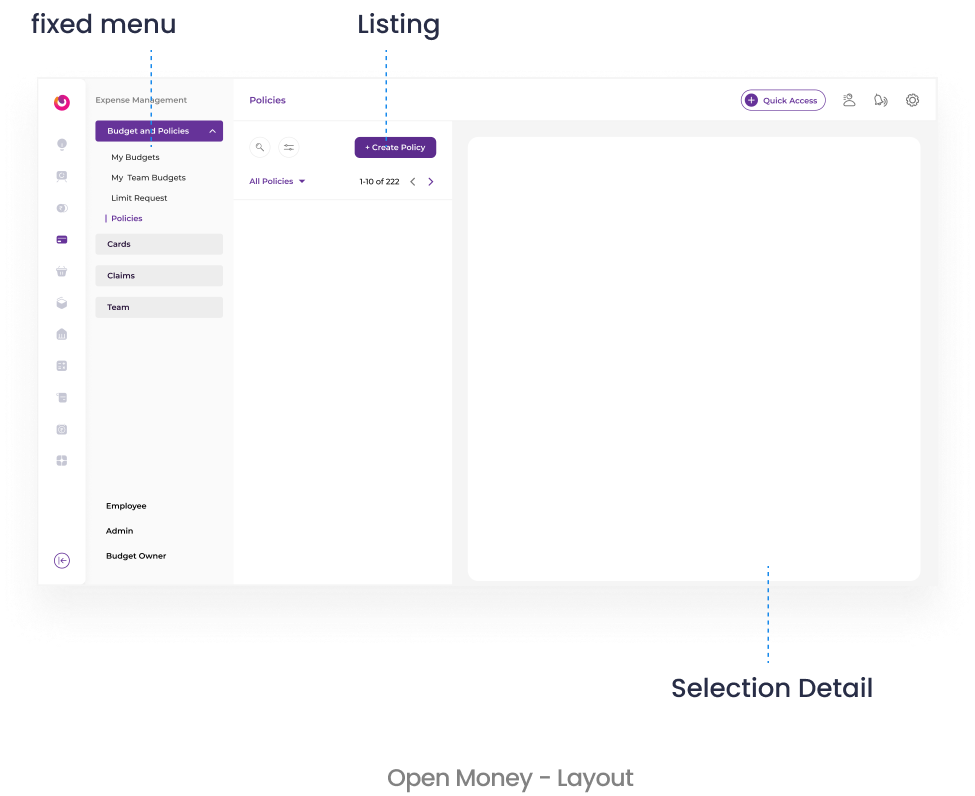 fixed menu
Listing
Expense Management
Policies
Quick Access
Budget and Policies
My Budgets
My Team Budgets
Limit Request
Policies
Cards
Claims
Team
Employee
Admin
Budget Owner
+ Create Policy
All Policies
1-10 of 222
Selection Detail
Open Money - Layout